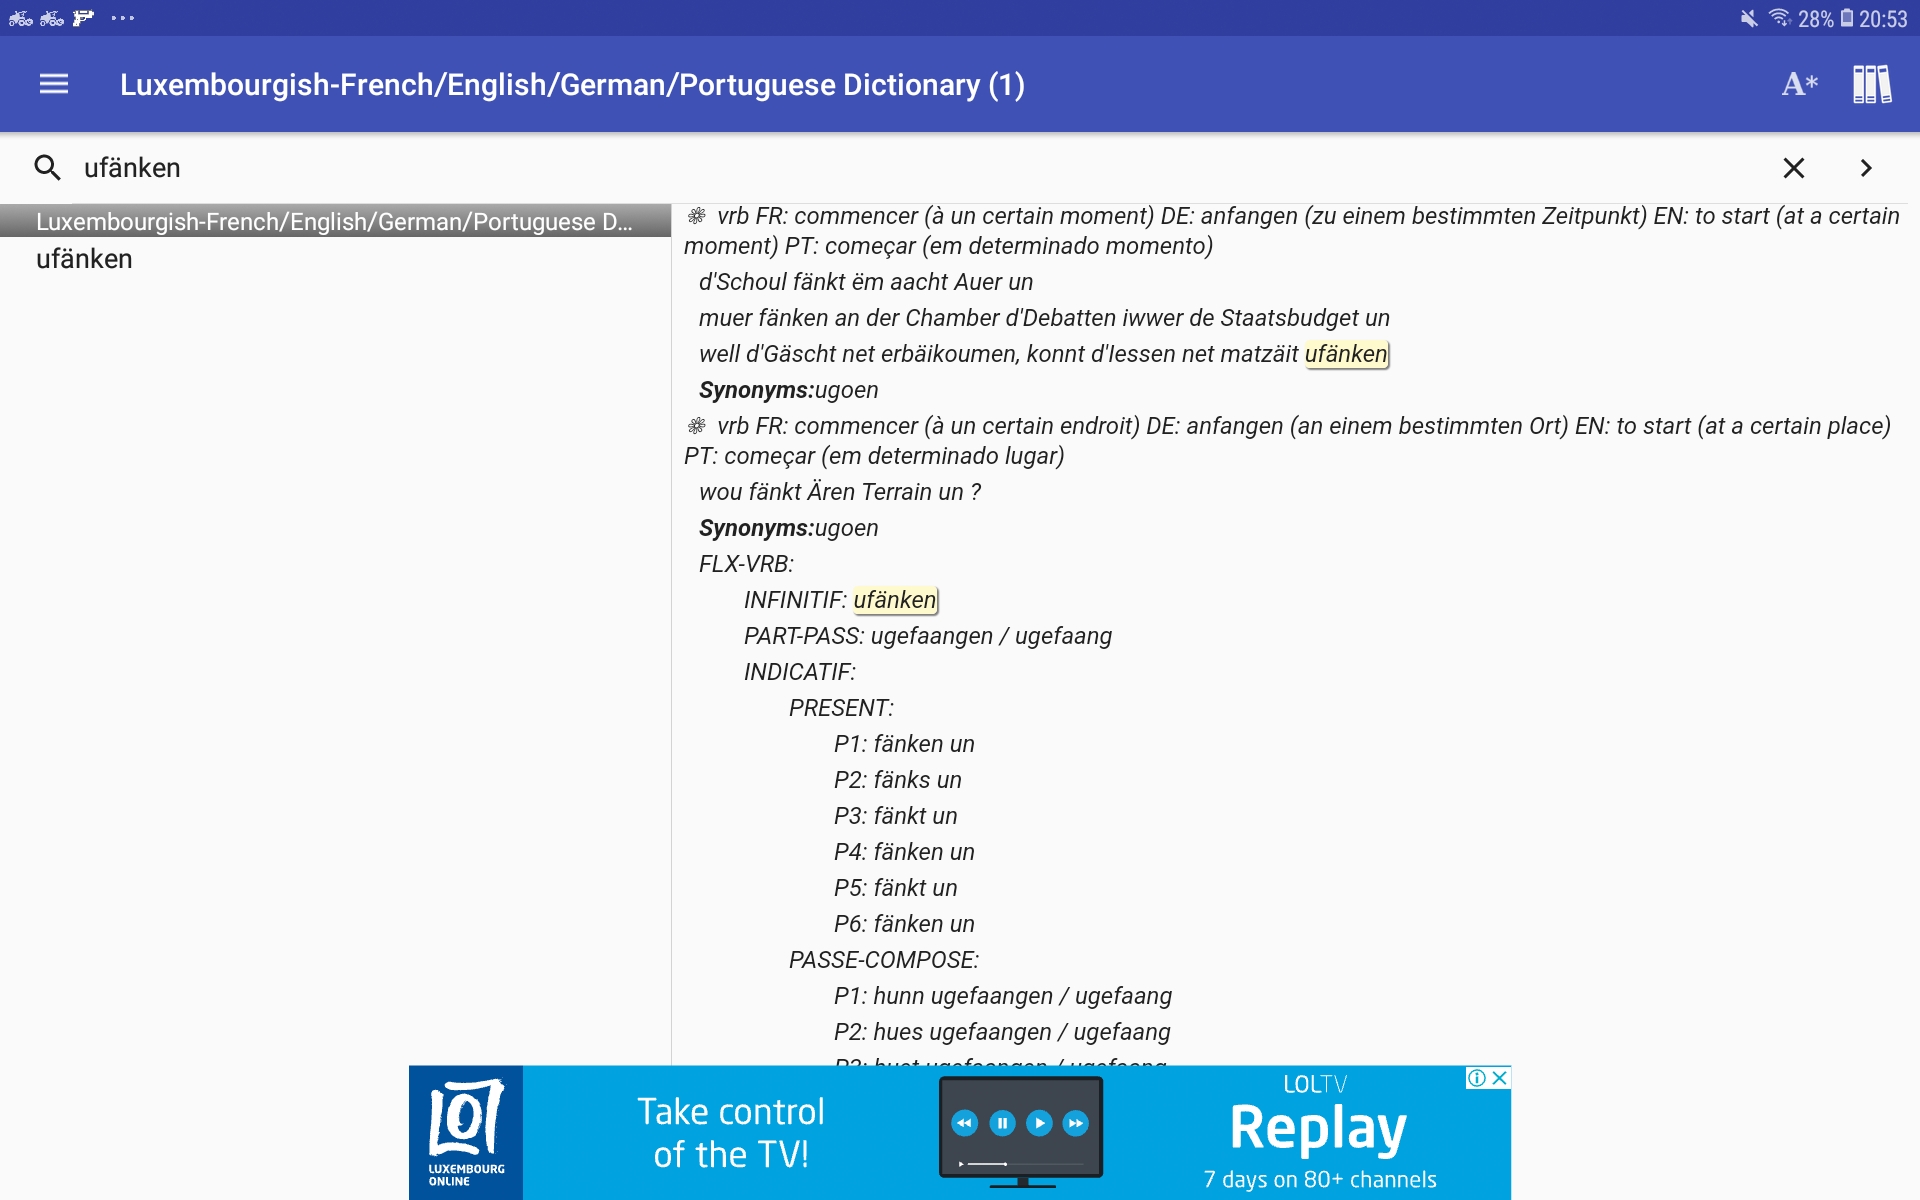 28% 20:53
Luxembourgish-French/English/German/Portuguese Dictionary (1)
A*
ufänken
Luxembourgish-French/English/German/Portuguese D...
ufänken
vrb FR: commencer (à un certain moment) DE: anfangen (zu einem bestimmten Zeitpunkt) EN: to start (at a certain
moment) PT: começar (em determinado momento)
d'Schoul fänkt ëm aacht Auer un
muer fänken an der Chamber d'Debatten iwwer de Staatsbudget un
well d'Gäscht net erbäikoumen, konnt d'Iessen net matzäit ufänken
Synonyms:ugoen
vrb FR: commencer (à un certain endroit) DE: anfangen (an einem bestimmten Ort) EN: to start (at a certain place)
PT: começar (em determinado lugar)
wou fänkt Ären Terrain un ?
Synonyms:ugoen
FLX-VRB:
INFINITIF: ufänken
PART-PASS: ugefaangen / ugefaang
INDICATIF:
PRESENT:
P1: fänken un
P2: fänks un
P3: fänkt un
P4: fänken un
P5: fänkt un
P6: fänken un
PASSE-COMPOSE:
P1: hunn ugefaangen / ugefaang
P2: hues ugefaangen / ugefaang
P3: huet ugefaangen / ugefaang
LOL
LUXEMBOURG
ONLINE
Take control
of the TV!
LOLTV
Replay
7 days on 80+ channels